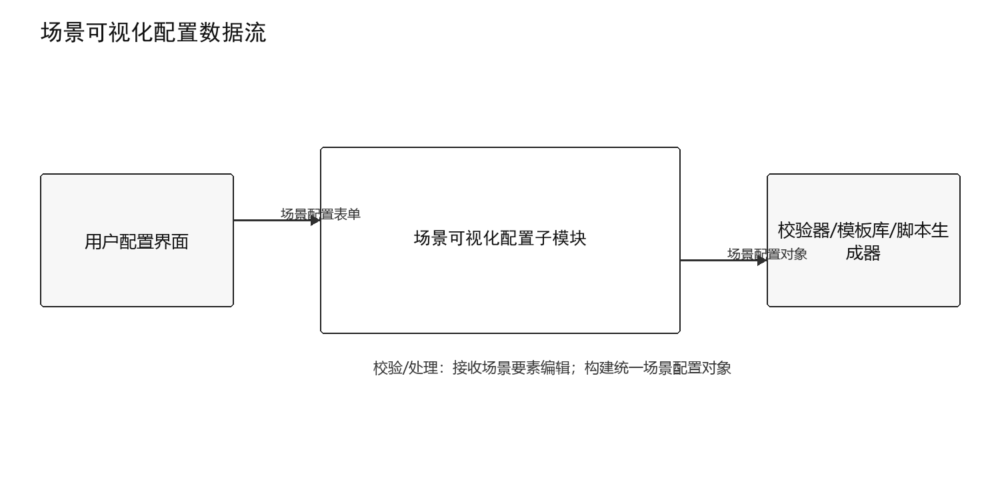 场景可视化配置数据流
场景配置表单
用户配置界面
场景可视化配置子模块
校验器/模板库/脚本生
成器
场景配置对象
校验/处理：接收场景要素编辑；构建统一场景配置对象